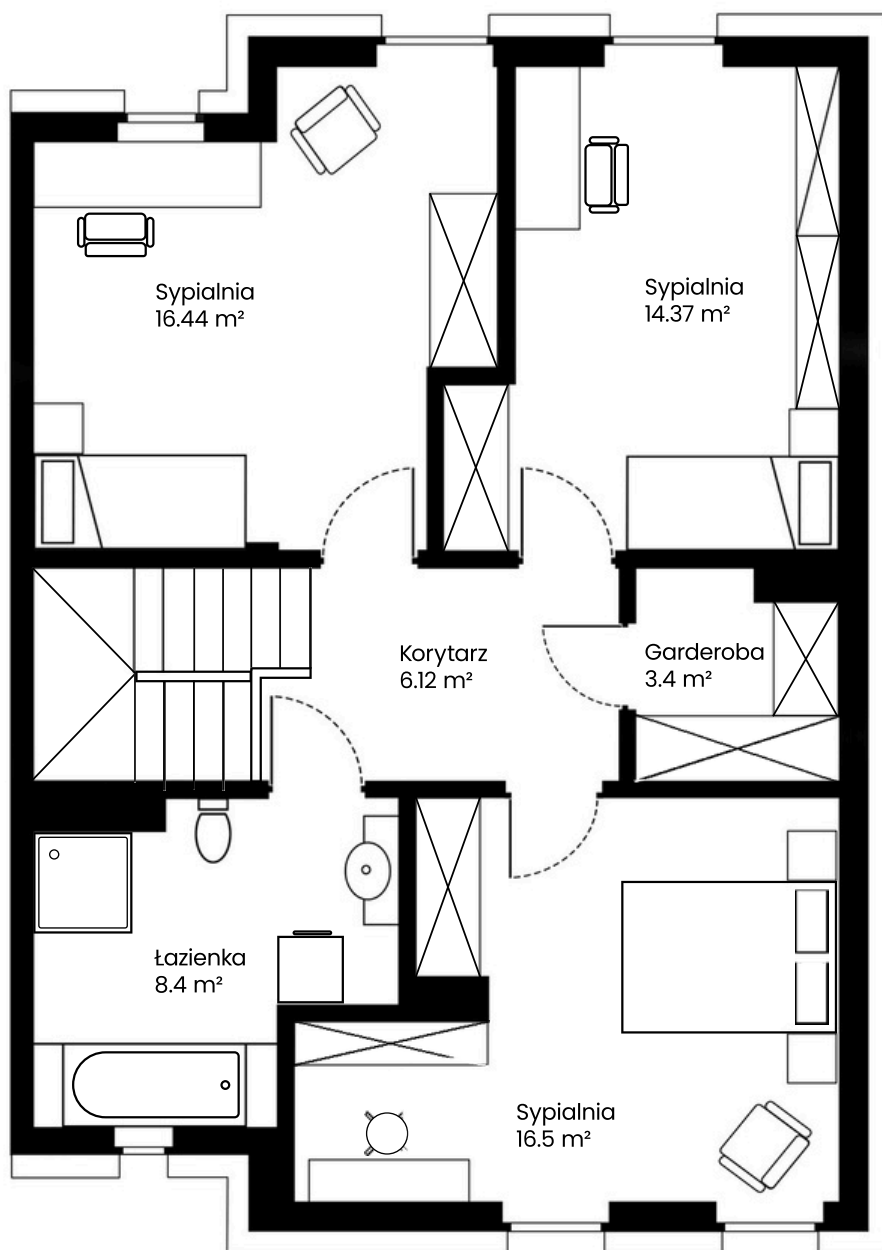 Sypialnia
16.44 m²
Sypialnia
14.37 m²
Korytarz
6.12 m²
Garderoba
3.4 m²
Łazienka
8.4 m²
Sypialnia
16.5 m²